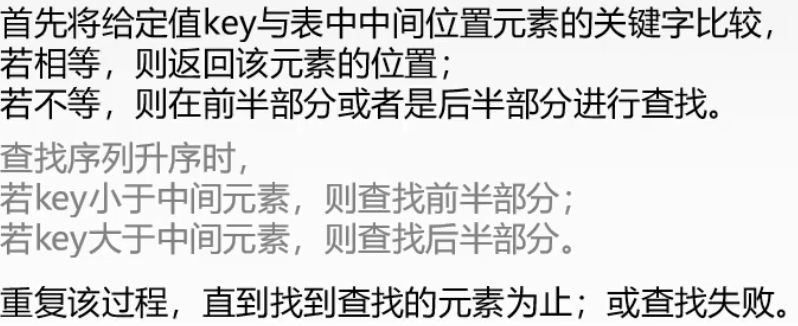 首先将给定值key与表中中间位置元素的关键字比较，
若相等，则返回该元素的位置；
若不等，则在前半部分或者是后半部分进行查找。
查找序列升序时，
若key小于中间元素，则查找前半部分；
若key大于中间元素，则查找后半部分。
重复该过程，直到找到查找的元素为止；或查找失败。